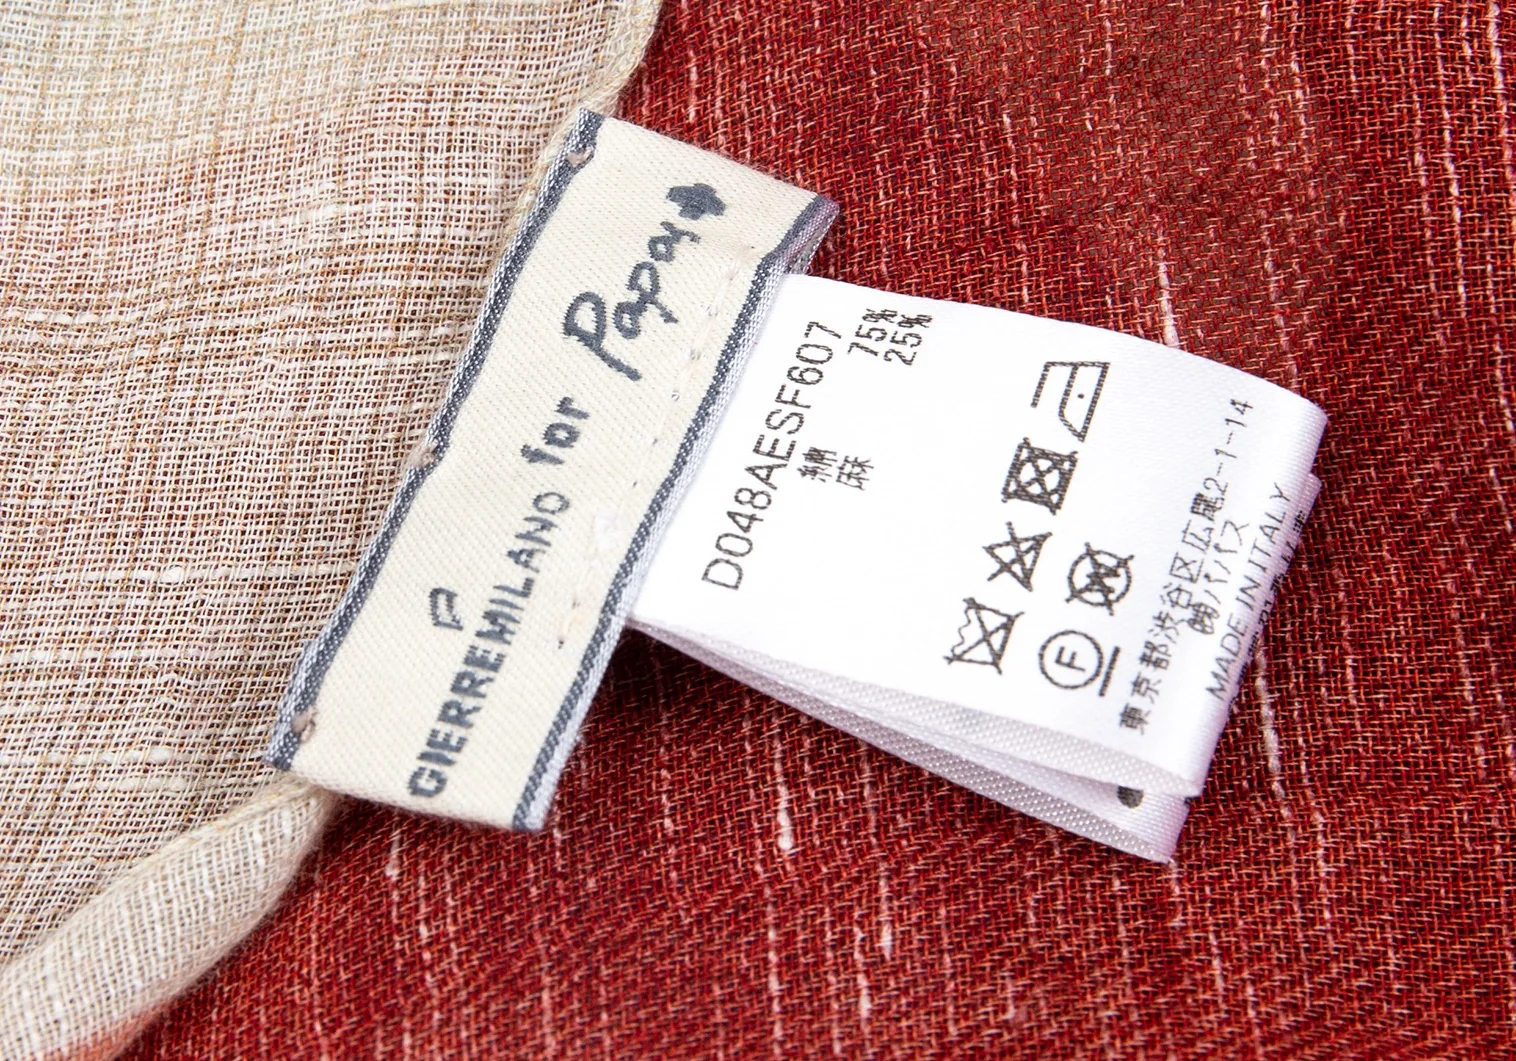 P
GIERREMILANO for Papas
D048AESF607
綿 75%
麻 25%
F
W
東京都渋谷区広尾2-1-14
㈱パパス
MADE IN ITALY